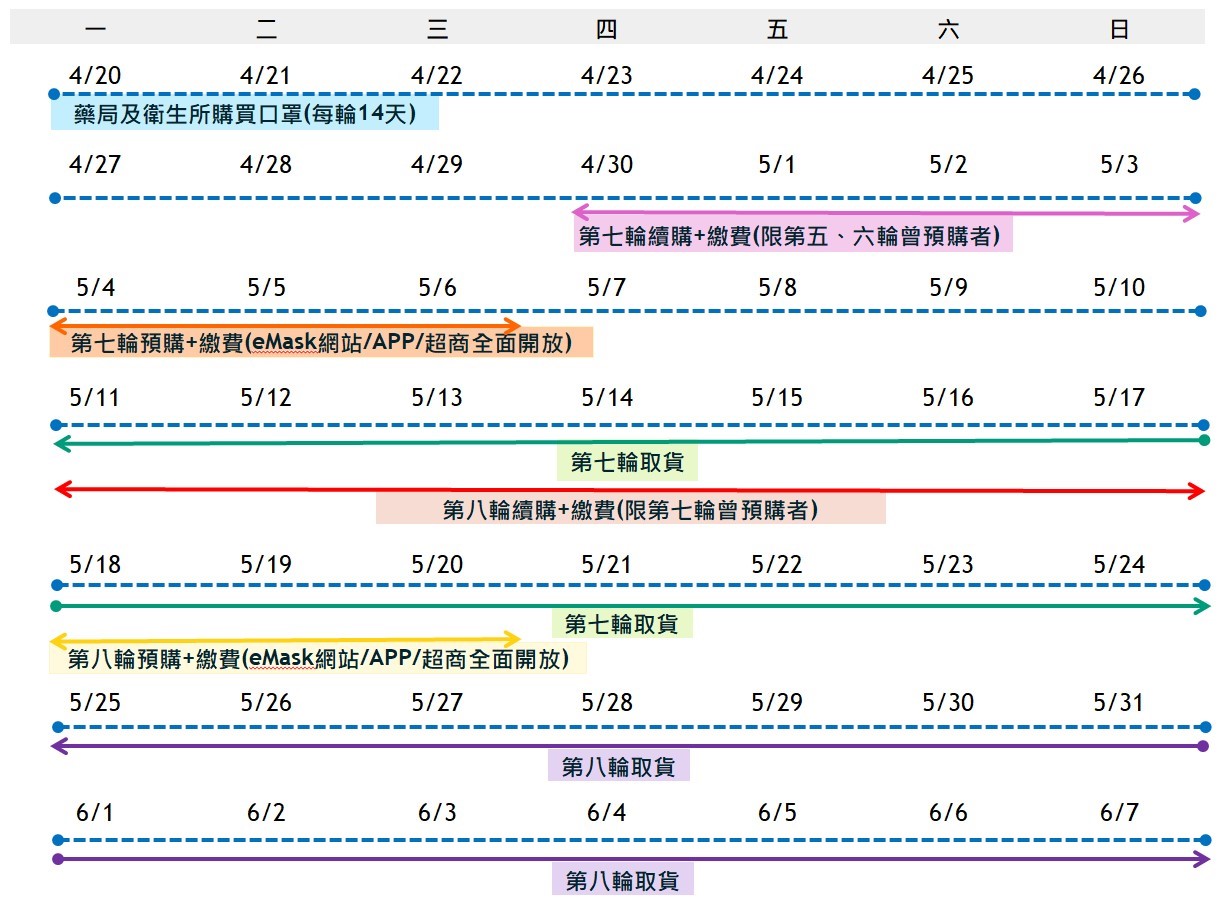 一 二 三 四 五 六 日
4/20 4/21 4/22 4/23 4/24 4/25 4/26
藥局及衛生所購買口罩(每輪14天)
4/27 4/28 4/29 4/30 5/1 5/2 5/3
第七輪續購+繳費(限第五、六輪曾預購者)
5/4 5/5 5/6 5/7 5/8 5/9 5/10
第七輪預購+繳費(eMask網站/APP/超商全面開放)
5/11 5/12 5/13 5/14 5/15 5/16 5/17
第七輪取貨
第八輪續購+繳費(限第七輪曾預購者)
5/18 5/19 5/20 5/21 5/22 5/23 5/24
第七輪取貨
第八輪預購+繳費(eMask網站/APP/超商全面開放)
5/25 5/26 5/27 5/28 5/29 5/30 5/31
第八輪取貨
6/1 6/2 6/3 6/4 6/5 6/6 6/7
第八輪取貨